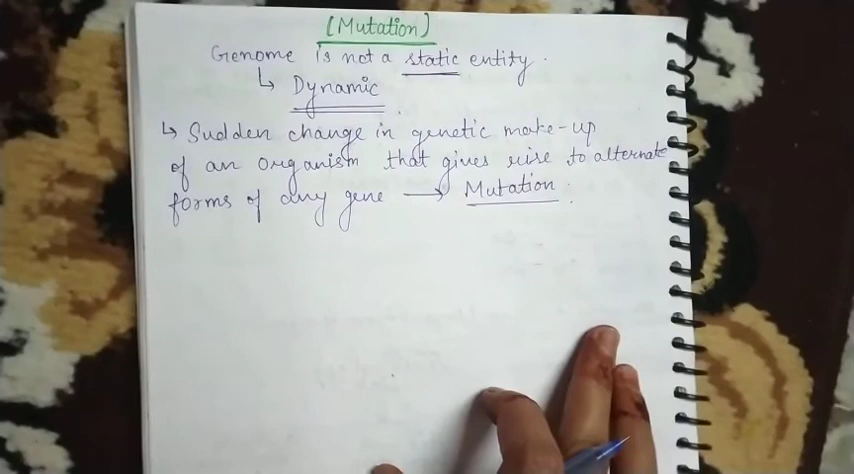 [Mutation]
Genome is not a static entity.
↳ Dynamic.
↳ Sudden change in genetic make-up
of an organism that gives rise to alternate
forms of any gene → Mutation.